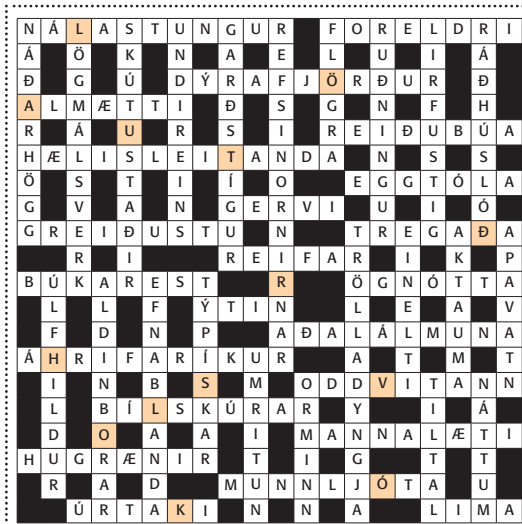 NÁLASTUNGUR FORELDRI
Á Ö K N A E L U I Á
Ð G Ú DÝRAFJÖRÐUR Ð
ALMÆTTI Ð S G N F H
R Á U R S I REIÐUBÚA
HÆLISLEITANDA N S S
Ö S T I Í O EGGTÓLA
G V A N GERVI U I Ó
GREIÐUSTU N TREGAÐA
R I REIFAR I K P
BÚKAREST R ÖGNÓTTA
L L F ÝTIN L E A V
F D N P AÐALÁLMUNA
ÁHRIFARÍKUR A T M T
I N B S M ODDVITANN
L BÍLSKÚRAR Y I Á
D O A A I MANNALÆTI
HUGRÆNIR T I G T T
R A D MUNNLJÓTA U
ÚRTAKI N N A LIMA